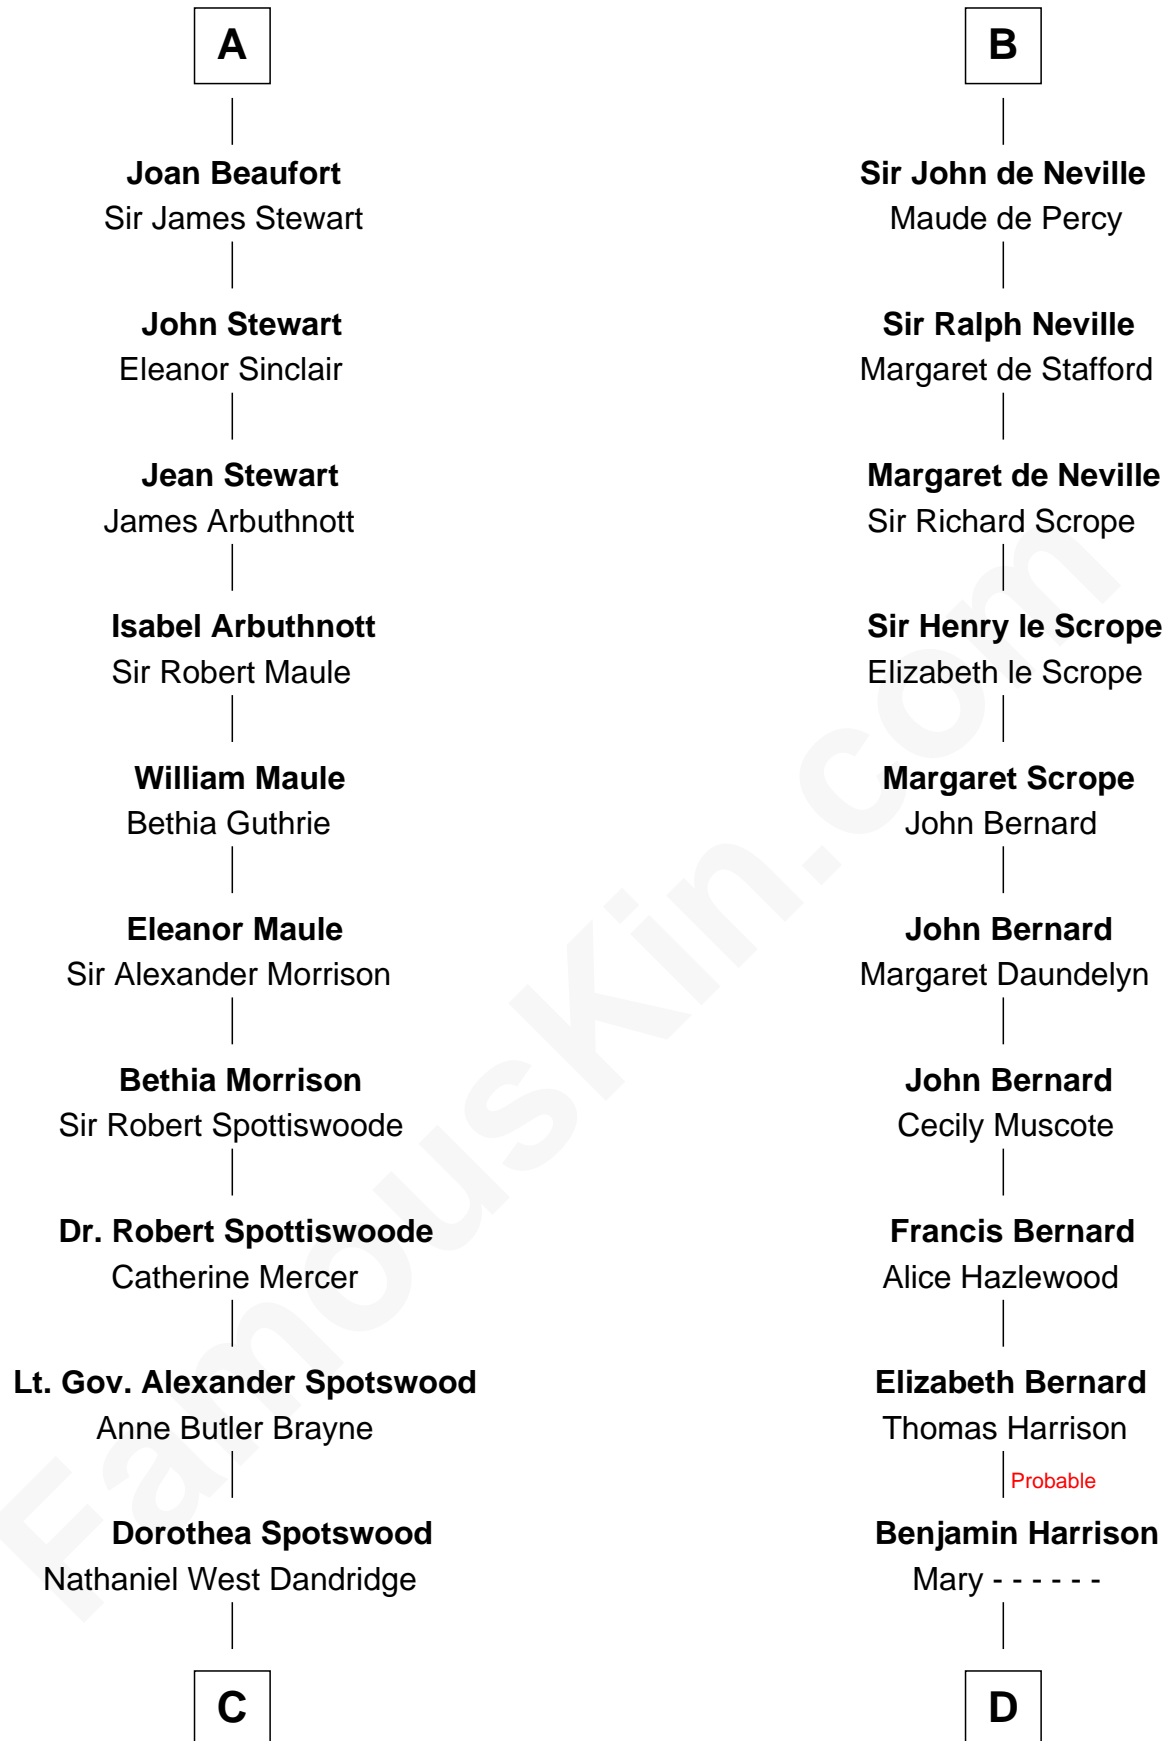 A
Joan Beaufort
Sir James Stewart
John Stewart
Eleanor Sinclair
Jean Stewart
James Arbuthnott
Isabel Arbuthnott
Sir Robert Maule
William Maule
Bethia Guthrie
Eleanor Maule
Sir Alexander Morrison
Bethia Morrison
Sir Robert Spottiswoode
Dr. Robert Spottiswoode
Catherine Mercer
Lt. Gov. Alexander Spotswood
Anne Butler Brayne
Dorothea Spotswood
Nathaniel West Dandridge
C
B
Sir John de Neville
Maude de Percy
Sir Ralph Neville
Margaret de Stafford
Margaret de Neville
Sir Richard Scrope
Sir Henry le Scrope
Elizabeth le Scrope
Margaret Scrope
John Bernard
John Bernard
Margaret Daundelyn
John Bernard
Cecily Muscote
Francis Bernard
Alice Hazlewood
Elizabeth Bernard
Thomas Harrison
Probable
Benjamin Harrison
Mary - - - - - -
D
FamousKin.com